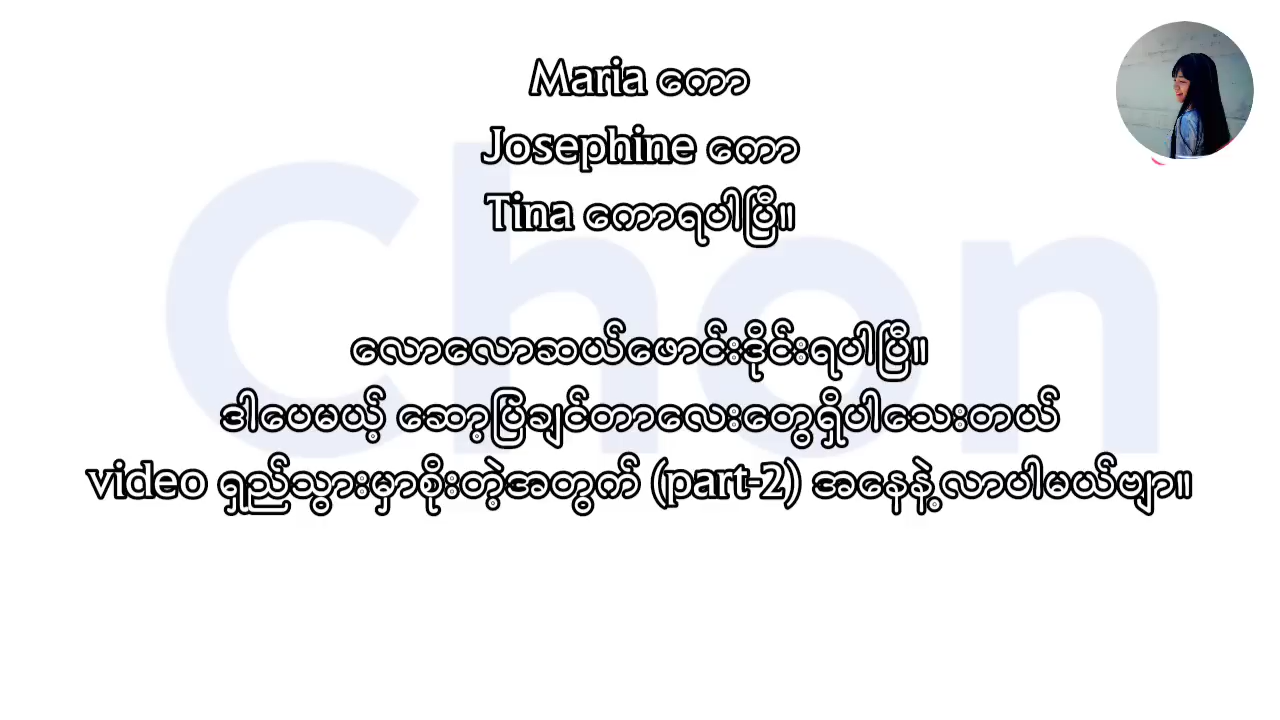 Maria ကော
Josephine ကော
Tina ကောရပါပြီ။
လောလောဆယ်ဖောင်းဒိုင်းရပါပြီ။
ဒါပေမယ့် ဆော့ပြချင်တာလေးတွေရှိပါသေးတယ်
video ရှည်သွားမှာစိုးတဲ့အတွက် (part-2) အနေနဲ့လာပါမယ်ဗျာ။
Chon